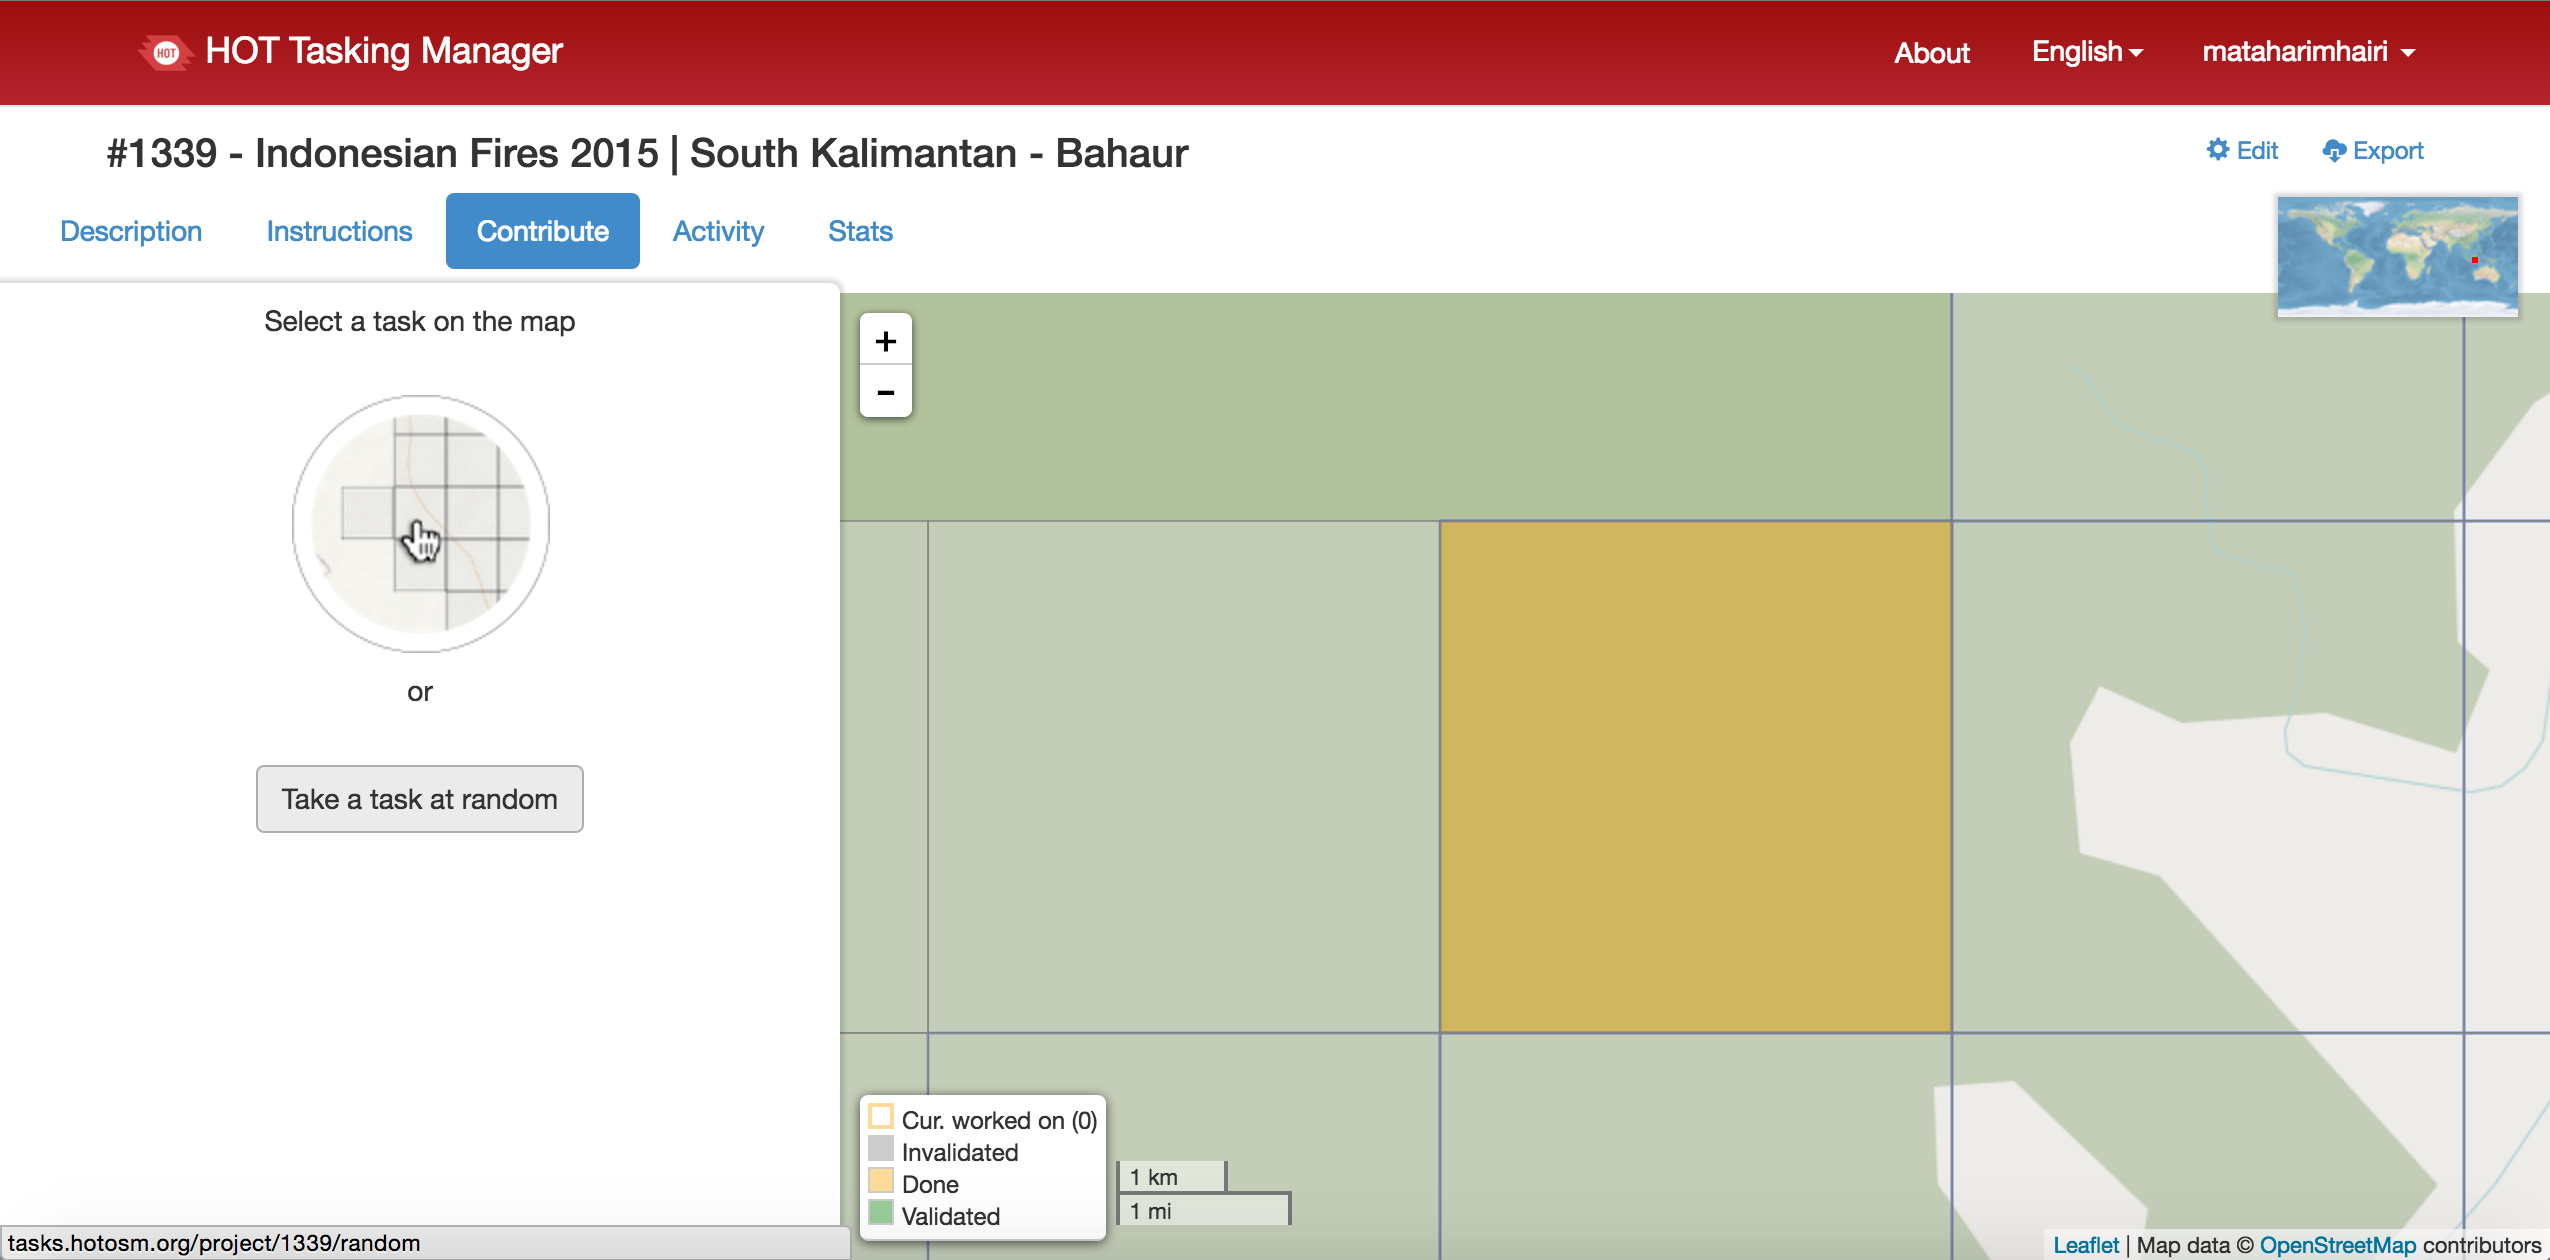 HOT HOT Tasking Manager About English mataharimhairi
#1339 - Indonesian Fires 2015 | South Kalimantan - Bahaur Edit Export
Description Instructions Contribute Activity Stats
Select a task on the map
+
-
or
Take a task at random
Cur. worked on (0)
Invalidated
Done
Validated
1 km
1 mi
tasks.hotosm.org/project/1339/random
Leaflet | Map data © OpenStreetMap contributors